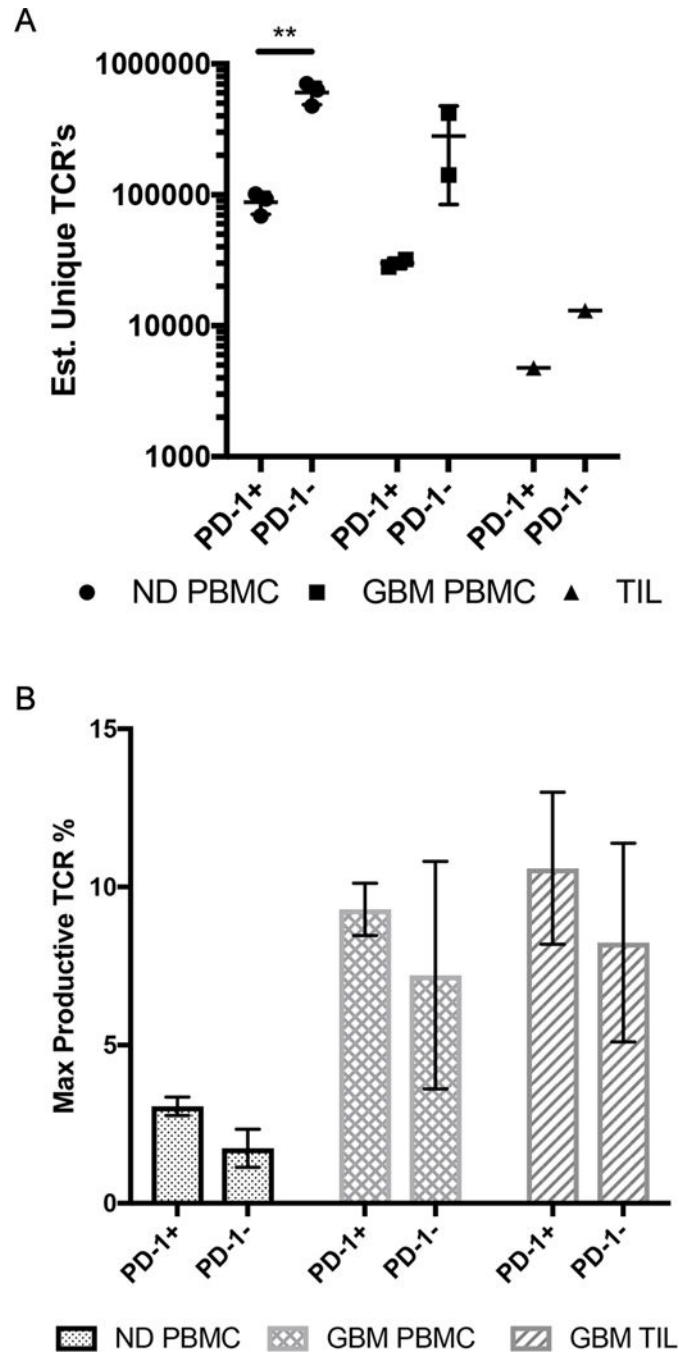 A
**
Est. Unique TCR's
1000000
100000
10000
1000
PD-1+ PD-1- PD-1+ PD-1- PD-1+ PD-1-
ND PBMC GBM PBMC TIL
B
Max Productive TCR %
15
10
5
0
PD-1+ PD-1- PD-1+ PD-1- PD-1+ PD-1-
ND PBMC GBM PBMC GBM TIL